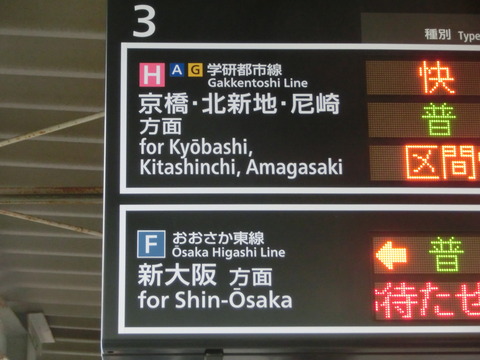 3
種別 Type
H A G 学研都市線
Gakkentoshi Line
快
京橋・北新地・尼崎
普
方面
for Kyōbashi,
区間
Kitashinchi, Amagasaki
F おおさか東線
Ōsaka Higashi Line
← 普
新大阪 方面
for Shin-Ōsaka
待たせ